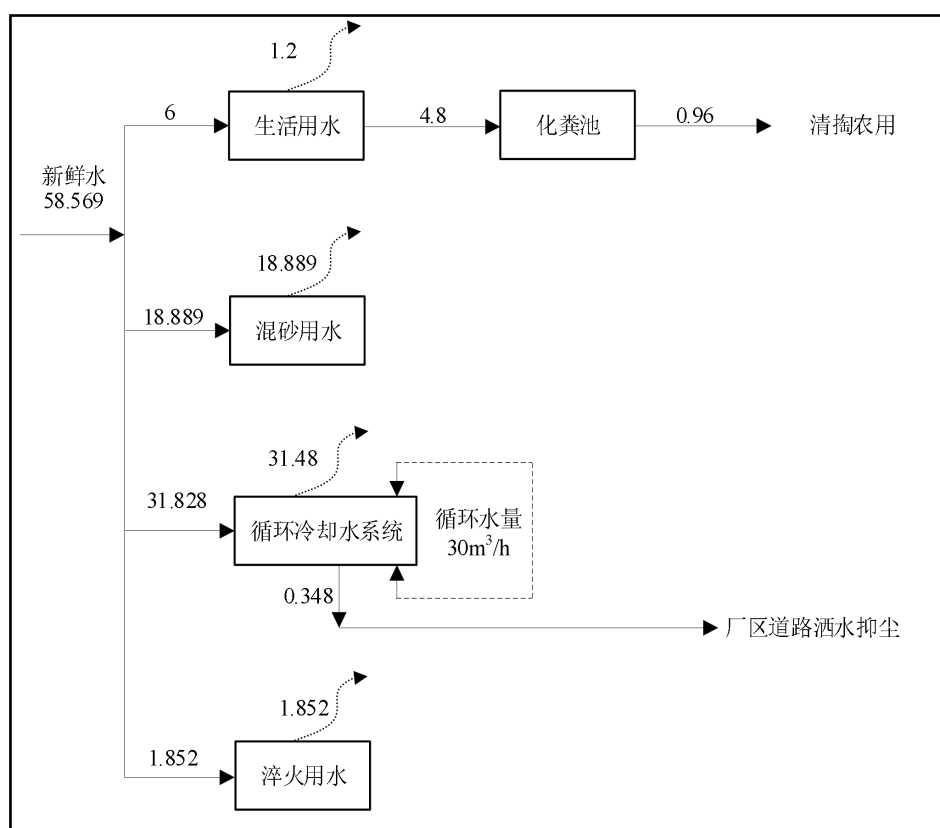 1.2
6
生活用水
4.8
化粪池
0.96
清掏农用
新鲜水
58.569
18.889
18.889
混砂用水
31.48
31.828
循环冷却水系统
循环水量
30m³/h
0.348
厂区道路洒水抑尘
1.852
1.852
淬火用水